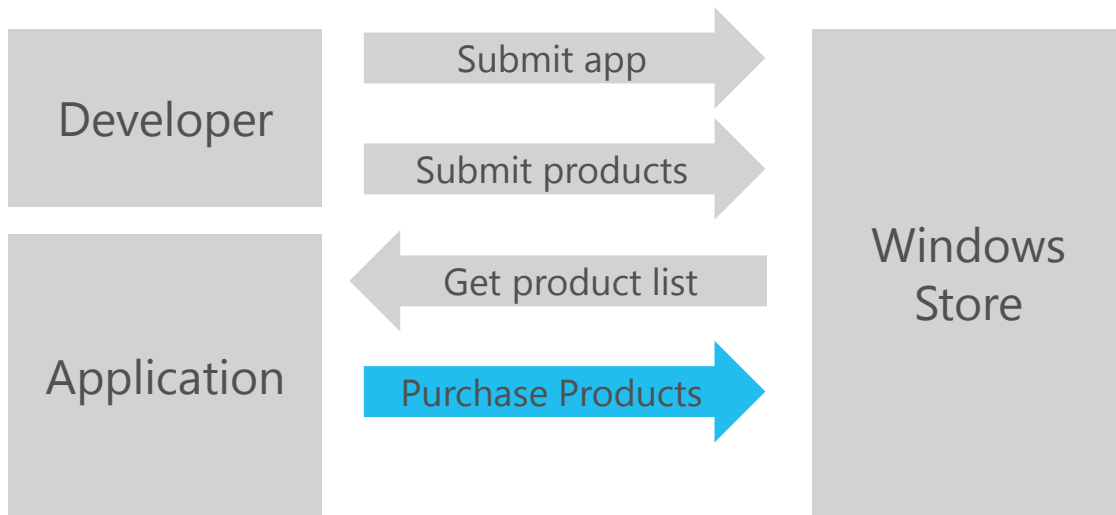 Developer
Submit app
Submit products
Windows
Store
Get product list
Application
Purchase Products